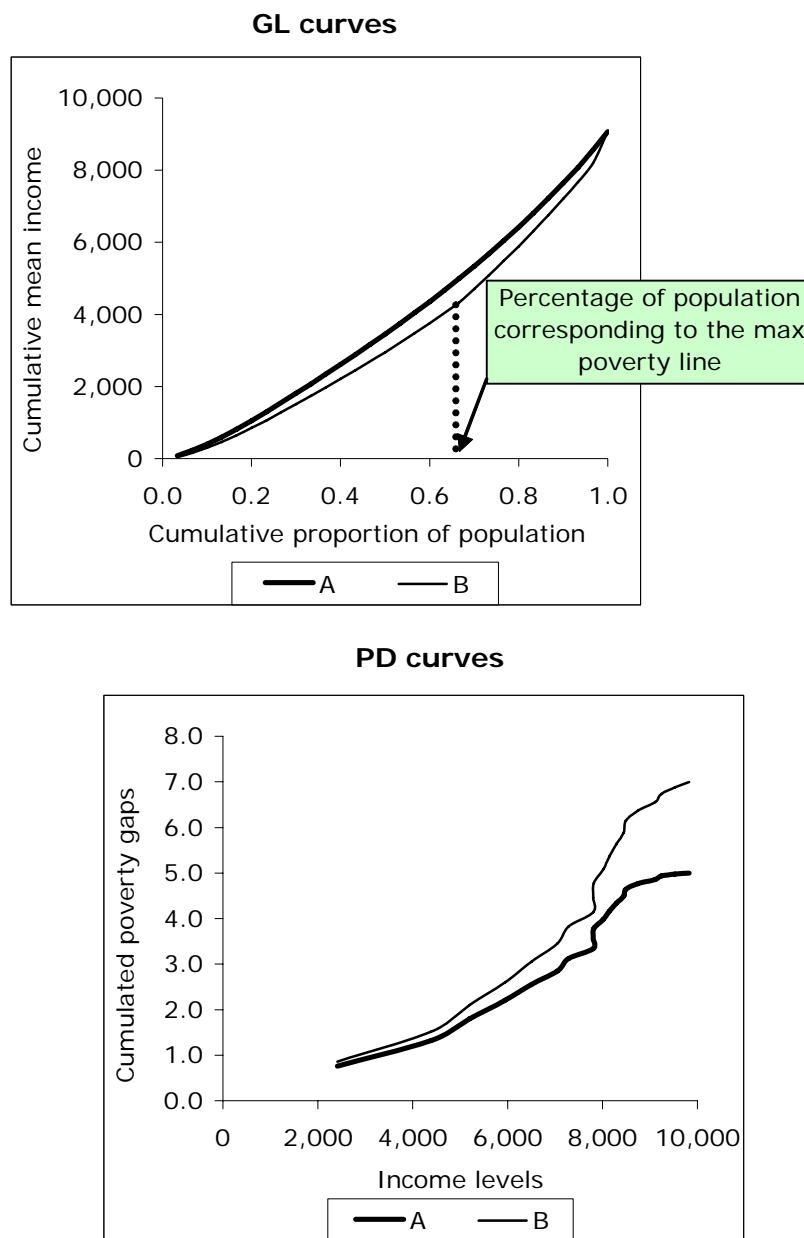 GL curves
10,000
8,000
6,000
4,000
2,000
0
Cumulative mean income
0.0 0.2 0.4 0.6 0.8 1.0
Cumulative proportion of population
Percentage of population
corresponding to the max
poverty line
A B
PD curves
8.0
7.0
6.0
5.0
4.0
3.0
2.0
1.0
0.0
Cumulated poverty gaps
0 2,000 4,000 6,000 8,000 10,000
Income levels
A B